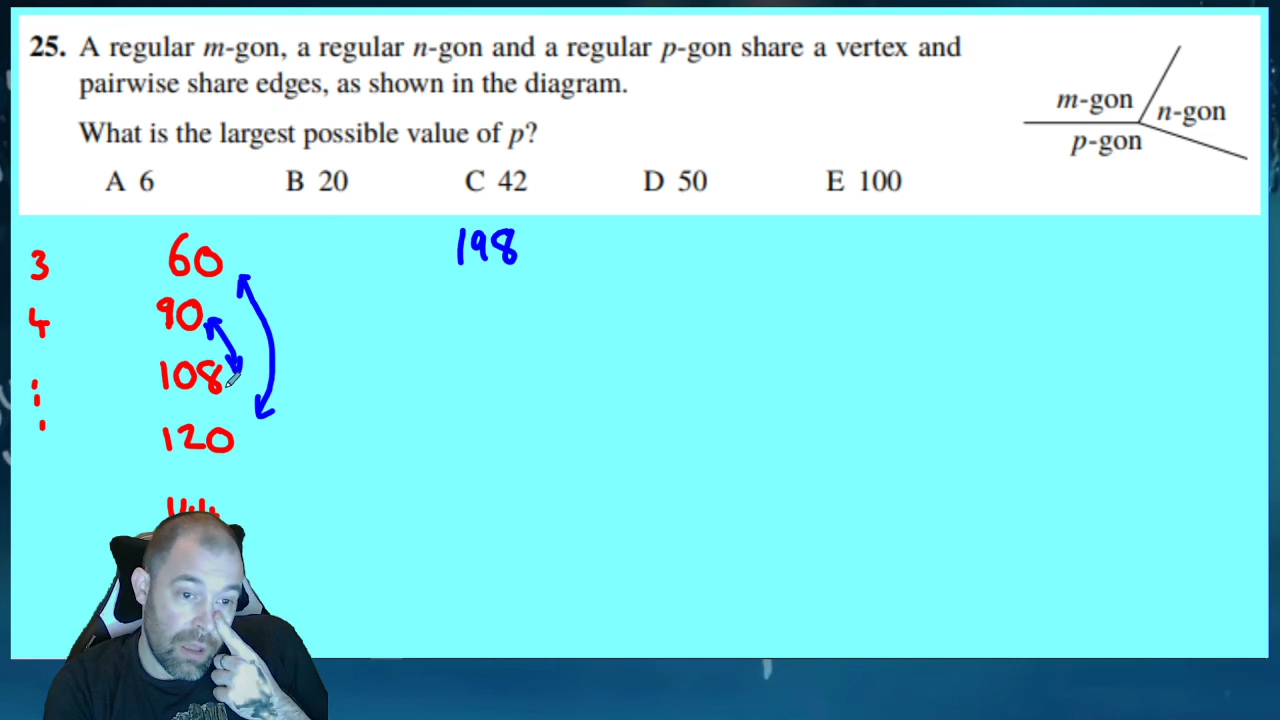 25. A regular m-gon, a regular n-gon and a regular p-gon share a vertex and
pairwise share edges, as shown in the diagram.
What is the largest possible value of p?
A 6 B 20 C 42 D 50 E 100
m-gon
n-gon
p-gon
3 60 198
4 90
108
120